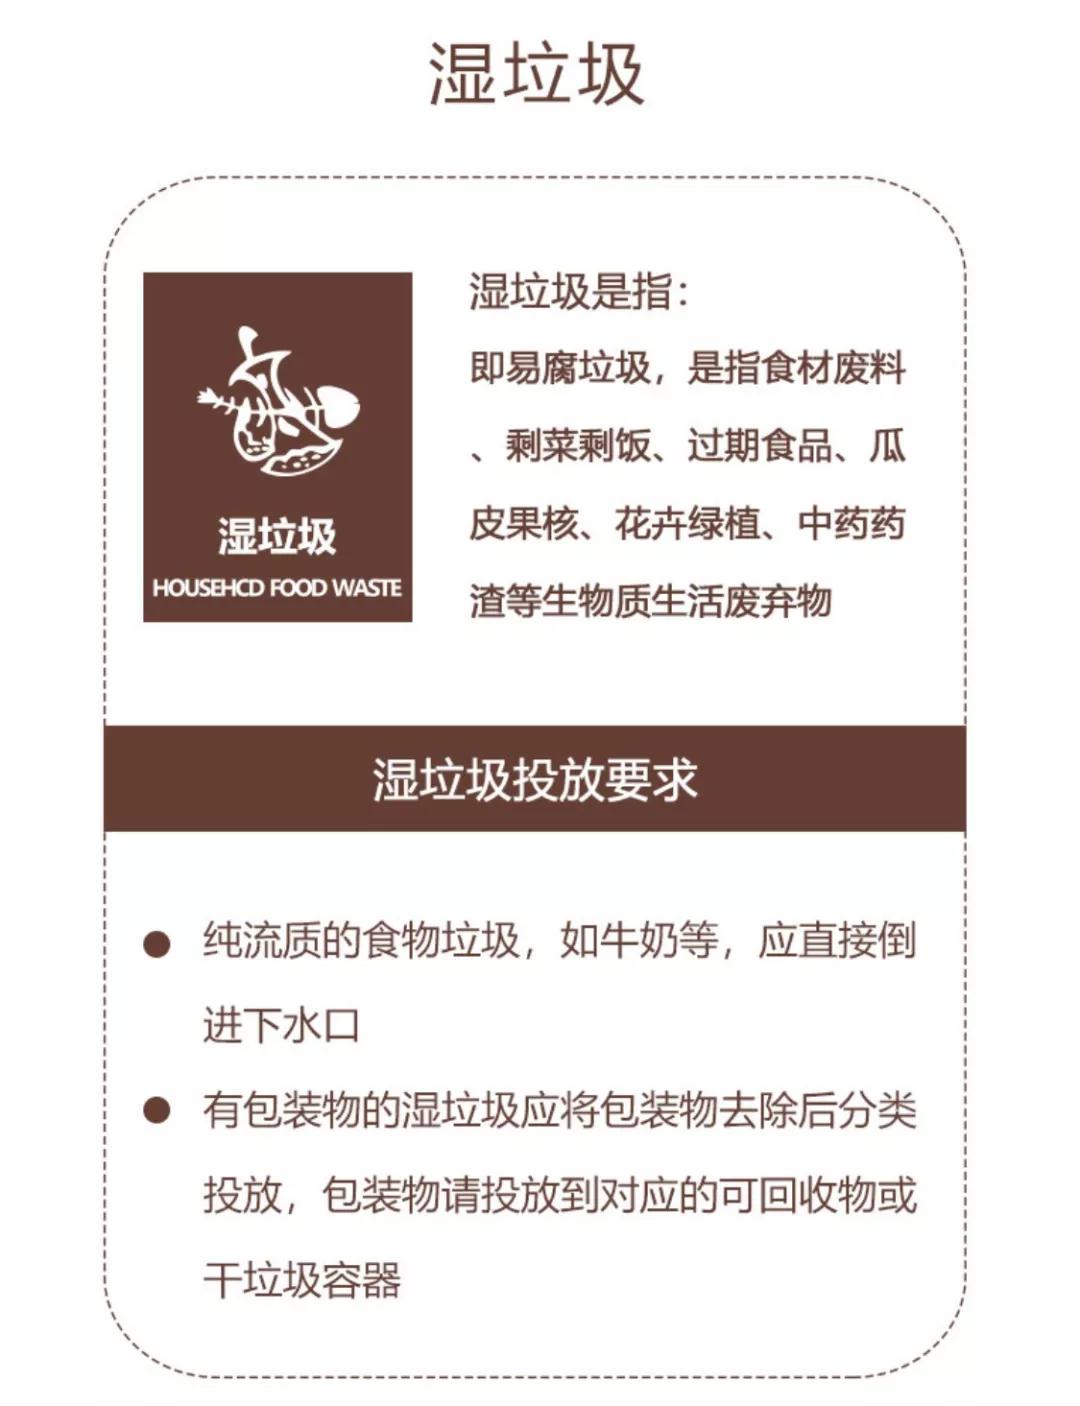 湿垃圾
湿垃圾
HOUSEHCD FOOD WASTE
湿垃圾是指：
即易腐垃圾，是指食材废料
、剩菜剩饭、过期食品、瓜
皮果核、花卉绿植、中药药
渣等生物质生活废弃物
湿垃圾投放要求
纯流质的食物垃圾，如牛奶等，应直接倒
进下水口
有包装物的湿垃圾应将包装物去除后分类
投放，包装物请投放到对应的可回收物或
干垃圾容器